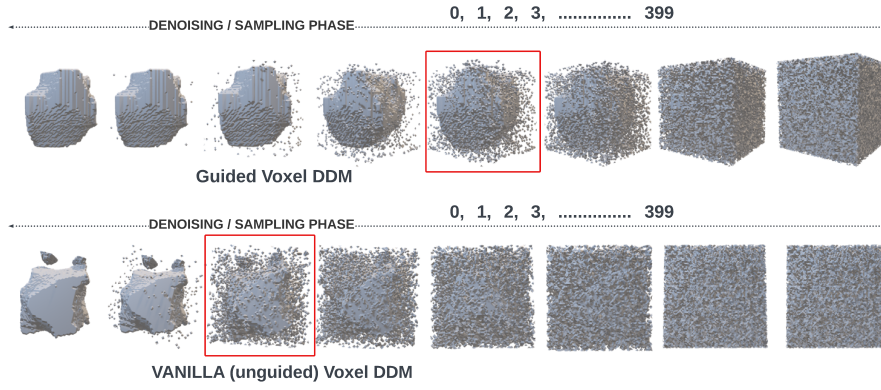 0, 1, 2, 3, ............... 399
DENOISING / SAMPLING PHASE
Guided Voxel DDM
0, 1, 2, 3, ............... 399
DENOISING / SAMPLING PHASE
VANILLA (unguided) Voxel DDM